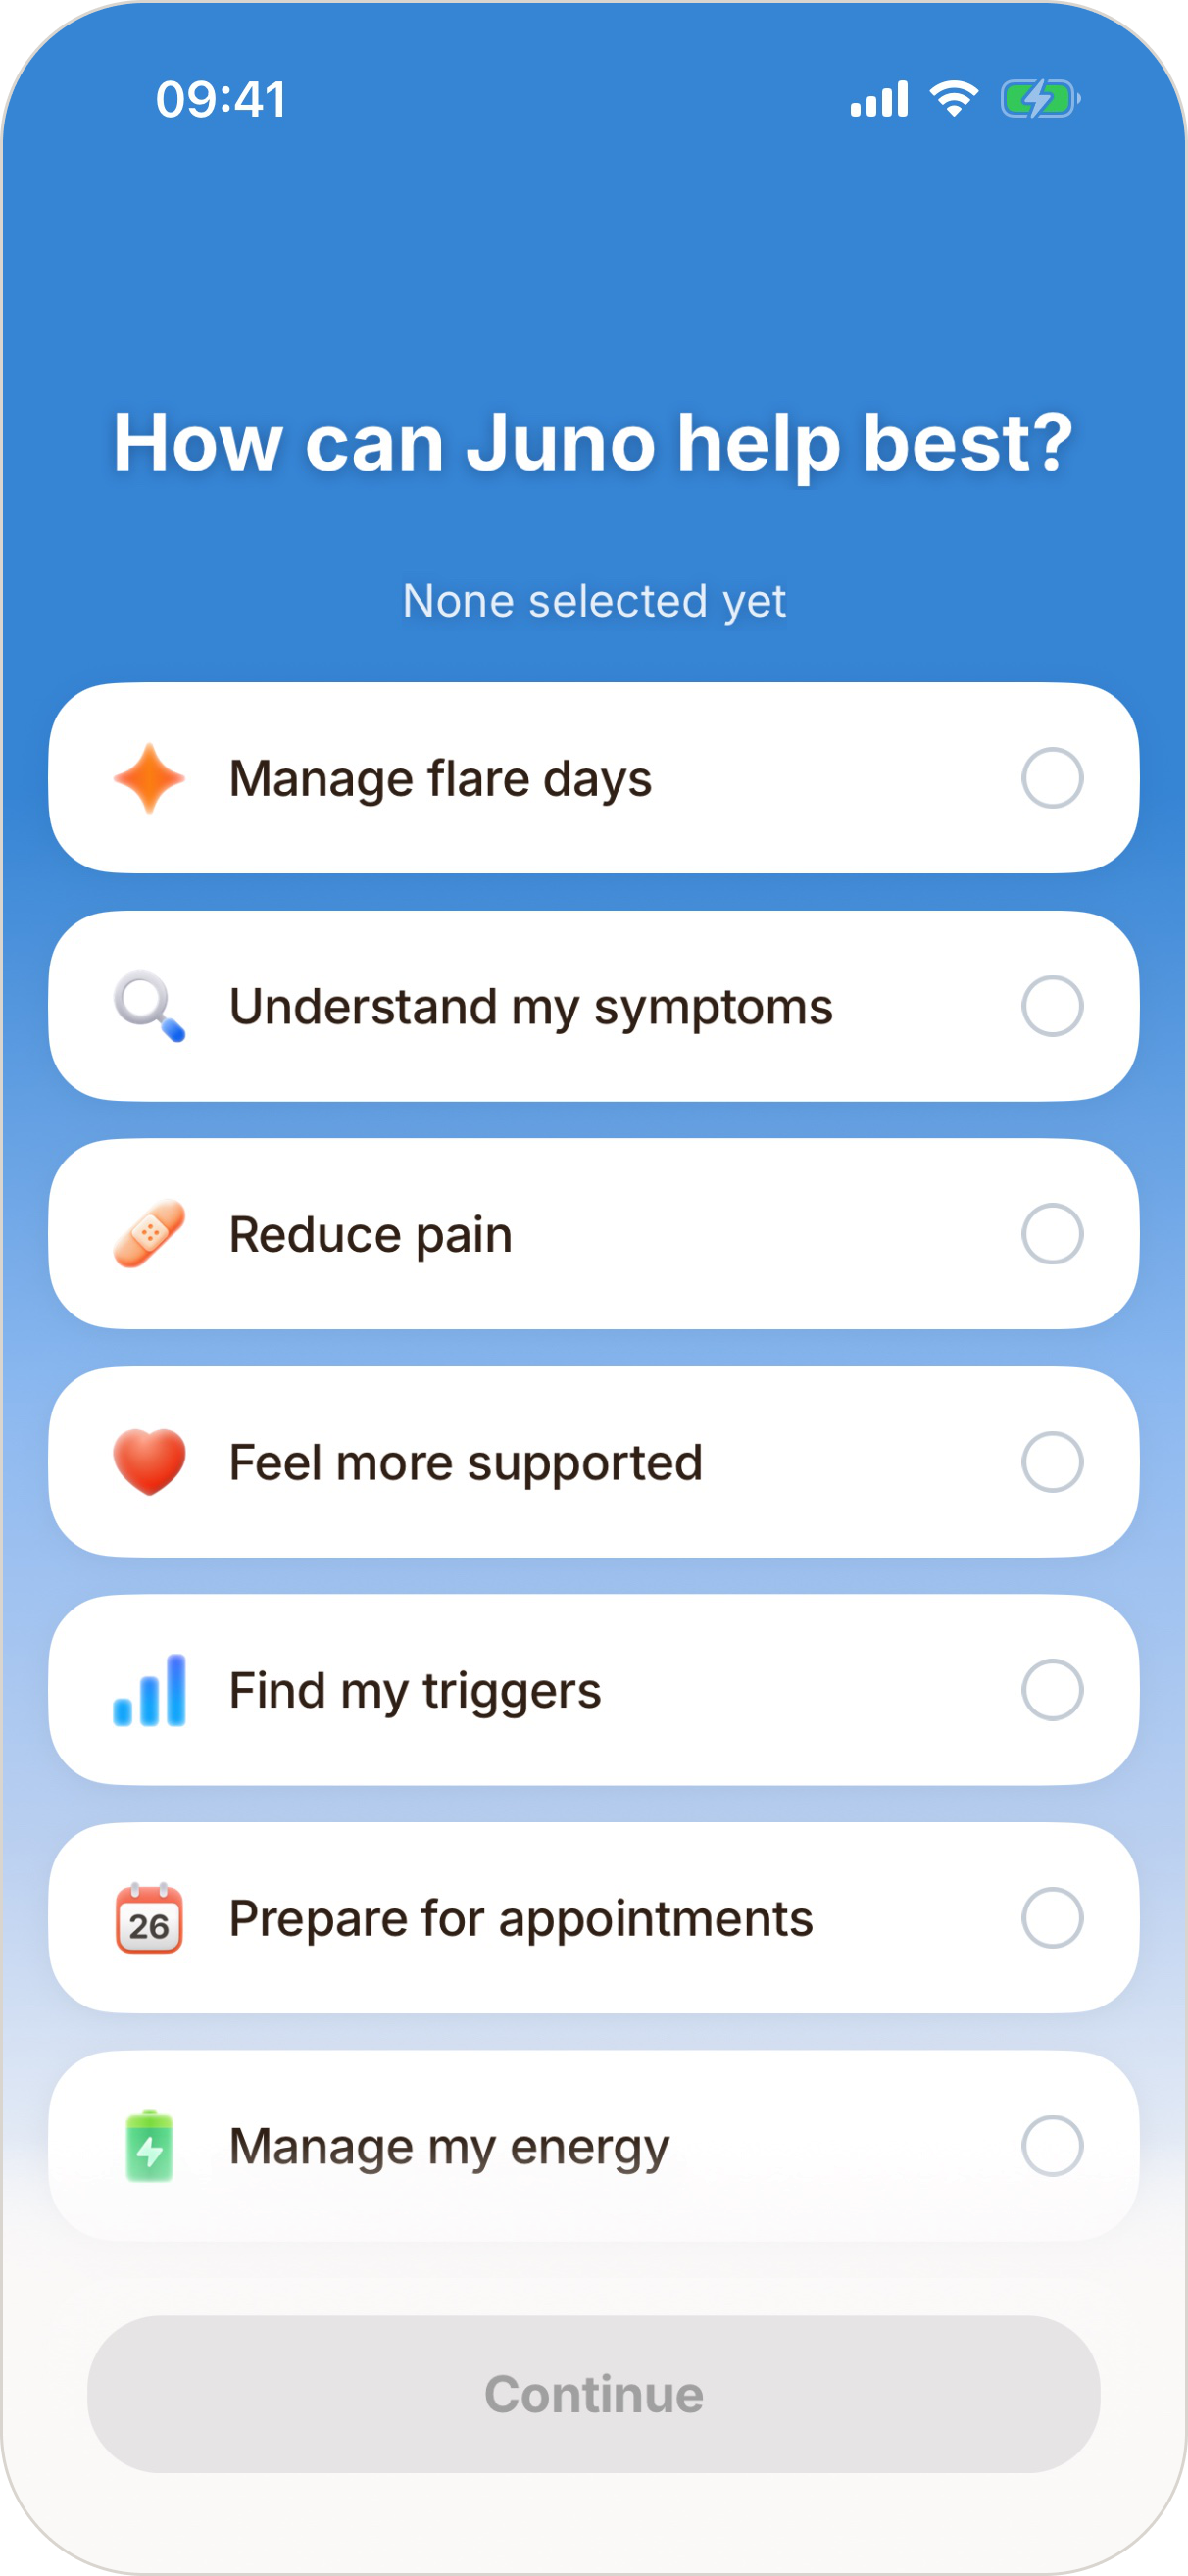 09:41
How can Juno help best?
None selected yet
Manage flare days
Understand my symptoms
Reduce pain
Feel more supported
Find my triggers
26
Prepare for appointments
Manage my energy
Continue